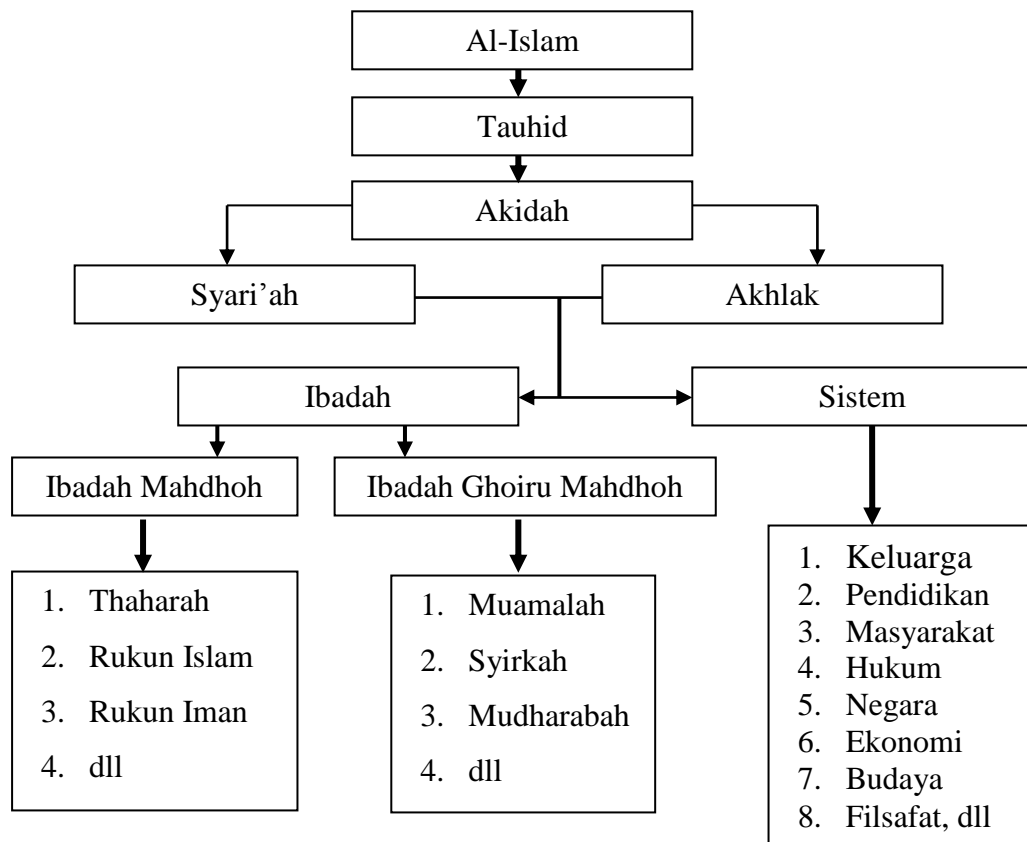 Al-Islam
Tauhid
Akidah
Syari’ah
Akhlak
Ibadah
Sistem
Ibadah Mahdhoh
Ibadah Ghoiru Mahdhoh
1. Thaharah
2. Rukun Islam
3. Rukun Iman
4. dll
1. Muamalah
2. Syirkah
3. Mudharabah
4. dll
1. Keluarga
2. Pendidikan
3. Masyarakat
4. Hukum
5. Negara
6. Ekonomi
7. Budaya
8. Filsafat, dll